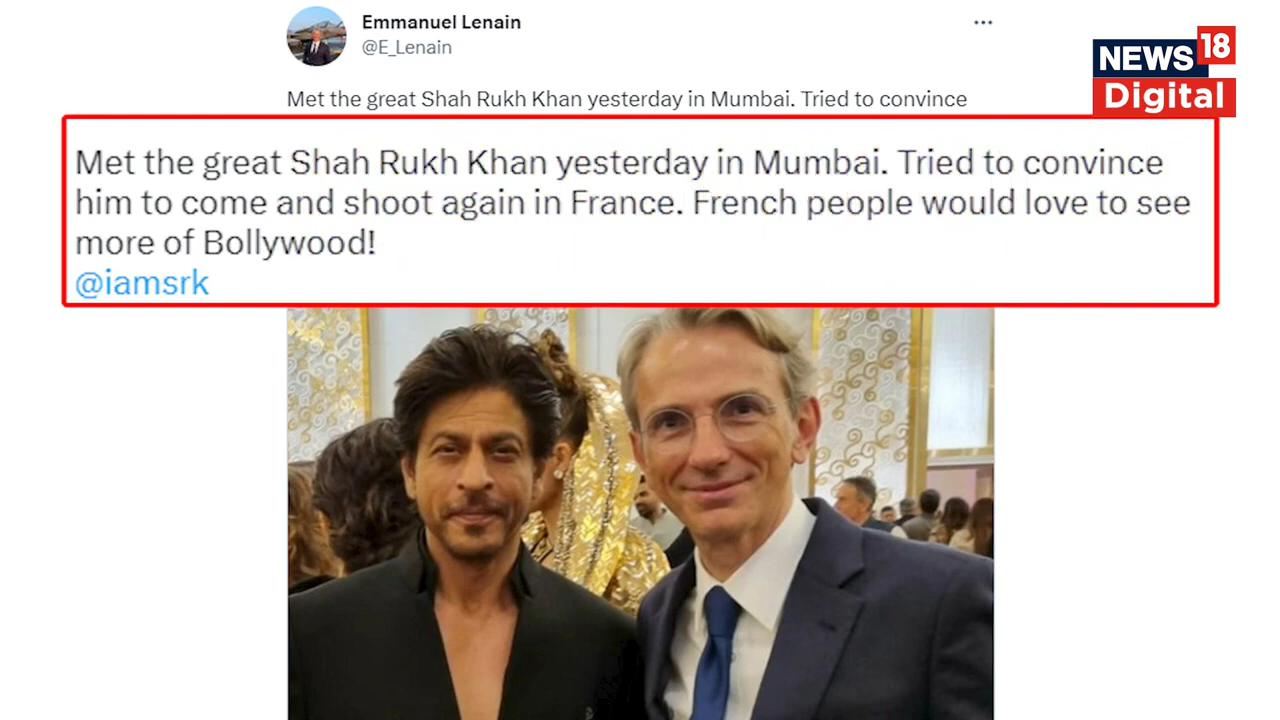 Emmanuel Lenain
@E_Lenain
Met the great Shah Rukh Khan yesterday in Mumbai. Tried to convince
NEWS 18
Digital
Met the great Shah Rukh Khan yesterday in Mumbai. Tried to convince
him to come and shoot again in France. French people would love to see
more of Bollywood!
@iamsrk